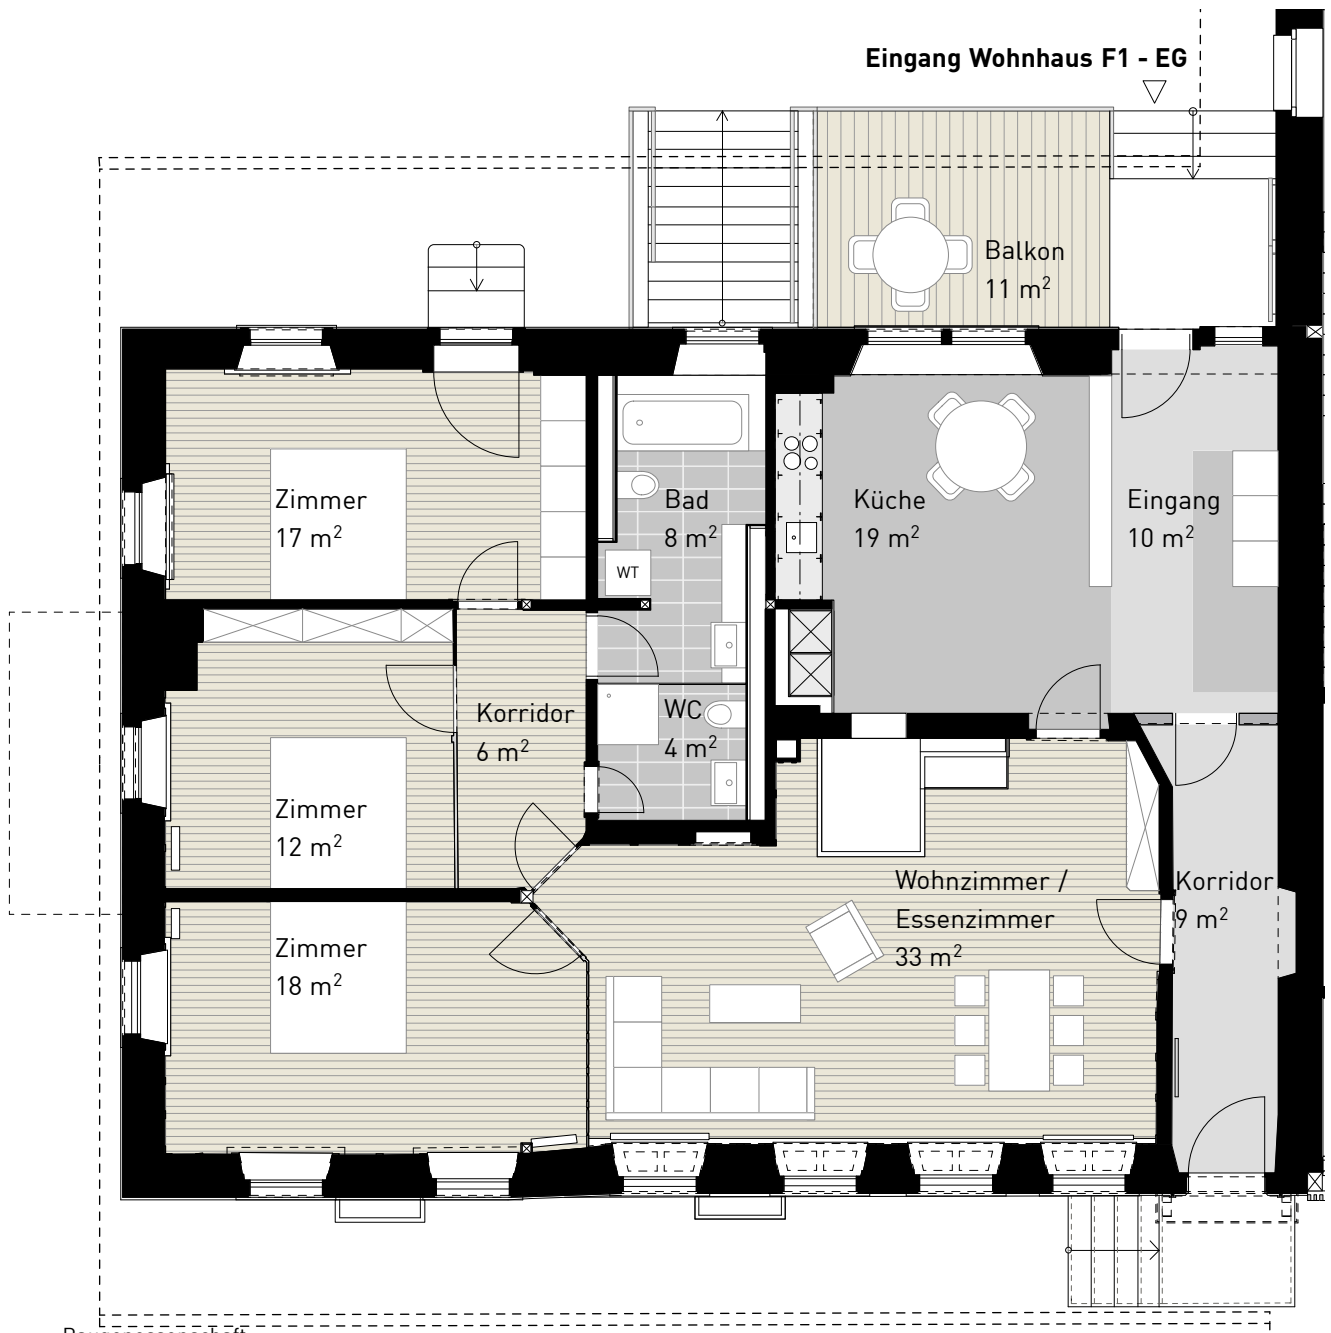 Eingang Wohnhaus F1 - EG
Balkon
11 m²
Zimmer
17 m²
Bad
8 m²
WT
Küche
19 m²
Eingang
10 m²
Korridor
6 m²
WC
4 m²
Zimmer
12 m²
Wohnzimmer /
Essenzimmer
33 m²
Korridor
9 m²
Zimmer
18 m²
Baugenossenschaft